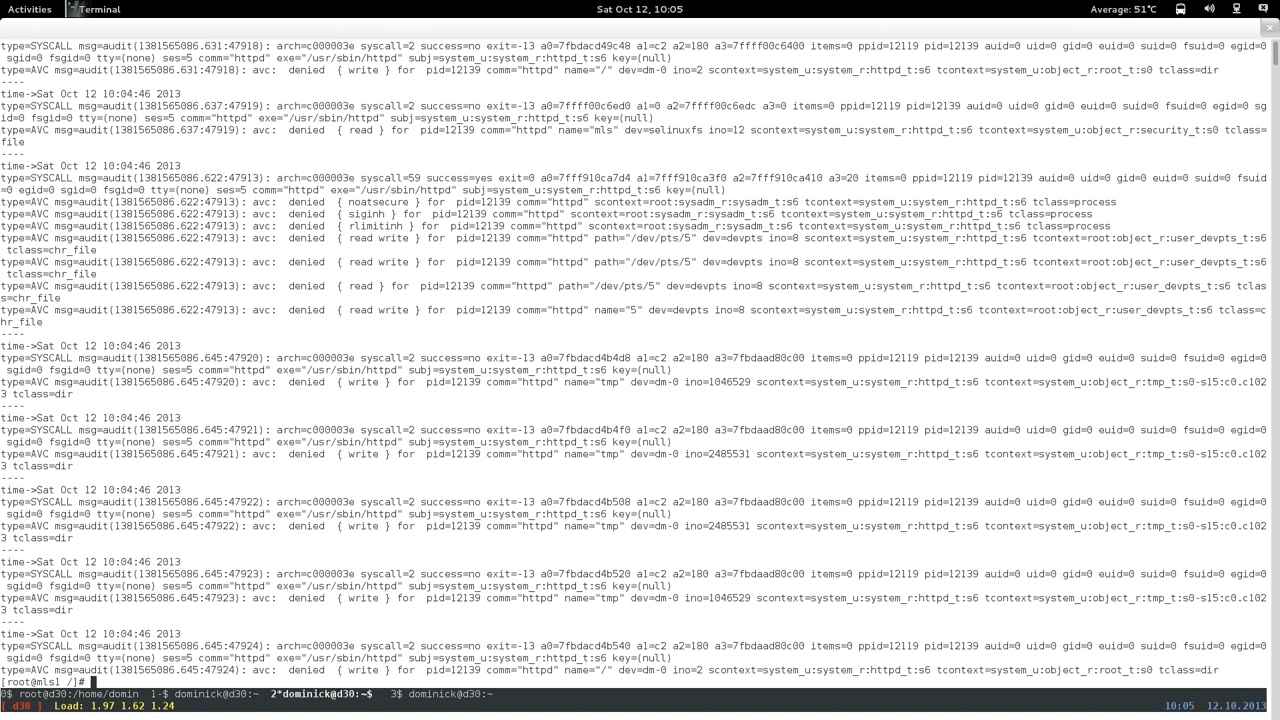 Activities Terminal Sat Oct 12, 10:05 Average: 51°C
type=SYSCALL msg=audit(1381565086.631:47918): arch=c000003e syscall=2 success=no exit=-13 a0=7fbdacd49c48 a1=c2 a2=180 a3=7ffff00c6400 items=0 ppid=12119 pid=12139 auid=0 uid=0 gid=0 euid=0 suid=0 fsuid=0 egid=0
 sgid=0 fsgid=0 tty=(none) ses=5 comm="httpd" exe="/usr/sbin/httpd" subj=system_u:system_r:httpd_t:s6 key=(null)
type=AVC msg=audit(1381565086.631:47918): avc:  denied  { write } for  pid=12139 comm="httpd" name="/" dev=dm-0 ino=2 scontext=system_u:system_r:httpd_t:s6 tcontext=system_u:object_r:root_t:s0 tclass=dir
----
time->Sat Oct 12 10:04:46 2013
type=SYSCALL msg=audit(1381565086.637:47919): arch=c000003e syscall=2 success=no exit=-13 a0=7ffff00c6ed0 a1=0 a2=7ffff00c6edc a3=0 items=0 ppid=12119 pid=12139 auid=0 uid=0 gid=0 euid=0 suid=0 fsuid=0 egid=0 sg
id=0 fsgid=0 tty=(none) ses=5 comm="httpd" exe="/usr/sbin/httpd" subj=system_u:system_r:httpd_t:s6 key=(null)
type=AVC msg=audit(1381565086.637:47919): avc:  denied  { read } for  pid=12139 comm="httpd" name="mls" dev=selinuxfs ino=12 scontext=system_u:system_r:httpd_t:s6 tcontext=system_u:object_r:security_t:s0 tclass=
file
----
time->Sat Oct 12 10:04:46 2013
type=SYSCALL msg=audit(1381565086.622:47913): arch=c000003e syscall=59 success=yes exit=0 a0=7fff910ca7d4 a1=7fff910ca3f0 a2=7fff910ca410 a3=20 items=0 ppid=12119 pid=12139 auid=0 uid=0 gid=0 euid=0 suid=0 fsuid
=0 egid=0 sgid=0 fsgid=0 tty=(none) ses=5 comm="httpd" exe="/usr/sbin/httpd" subj=system_u:system_r:httpd_t:s6 key=(null)
type=AVC msg=audit(1381565086.622:47913): avc:  denied  { noatsecure } for  pid=12139 comm="httpd" scontext=root:sysadm_r:sysadm_t:s6 tcontext=system_u:system_r:httpd_t:s6 tclass=process
type=AVC msg=audit(1381565086.622:47913): avc:  denied  { siginh } for  pid=12139 comm="httpd" scontext=root:sysadm_r:sysadm_t:s6 tcontext=system_u:system_r:httpd_t:s6 tclass=process
type=AVC msg=audit(1381565086.622:47913): avc:  denied  { rlimitinh } for  pid=12139 comm="httpd" scontext=root:sysadm_r:sysadm_t:s6 tcontext=system_u:system_r:httpd_t:s6 tclass=process
type=AVC msg=audit(1381565086.622:47913): avc:  denied  { read write } for  pid=12139 comm="httpd" path="/dev/pts/5" dev=devpts ino=8 scontext=system_u:system_r:httpd_t:s6 tcontext=root:object_r:user_devpts_t:s6
 tclass=chr_file
type=AVC msg=audit(1381565086.622:47913): avc:  denied  { read write } for  pid=12139 comm="httpd" path="/dev/pts/5" dev=devpts ino=8 scontext=system_u:system_r:httpd_t:s6 tcontext=root:object_r:user_devpts_t:s6
 tclass=chr_file
type=AVC msg=audit(1381565086.622:47913): avc:  denied  { read } for  pid=12139 comm="httpd" path="/dev/pts/5" dev=devpts ino=8 scontext=system_u:system_r:httpd_t:s6 tcontext=root:object_r:user_devpts_t:s6 tclas
s=chr_file
type=AVC msg=audit(1381565086.622:47913): avc:  denied  { read write } for  pid=12139 comm="httpd" name="5" dev=devpts ino=8 scontext=system_u:system_r:httpd_t:s6 tcontext=root:object_r:user_devpts_t:s6 tclass=c
hr_file
----
time->Sat Oct 12 10:04:46 2013
type=SYSCALL msg=audit(1381565086.645:47920): arch=c000003e syscall=2 success=no exit=-13 a0=7fbdacd4b4d8 a1=c2 a2=180 a3=7fbdaad80c00 items=0 ppid=12119 pid=12139 auid=0 uid=0 gid=0 euid=0 suid=0 fsuid=0 egid=0
 sgid=0 fsgid=0 tty=(none) ses=5 comm="httpd" exe="/usr/sbin/httpd" subj=system_u:system_r:httpd_t:s6 key=(null)
type=AVC msg=audit(1381565086.645:47920): avc:  denied  { write } for  pid=12139 comm="httpd" name="tmp" dev=dm-0 ino=1046529 scontext=system_u:system_r:httpd_t:s6 tcontext=system_u:object_r:tmp_t:s0-s15:c0.c102
3 tclass=dir
----
time->Sat Oct 12 10:04:46 2013
type=SYSCALL msg=audit(1381565086.645:47921): arch=c000003e syscall=2 success=no exit=-13 a0=7fbdacd4b4f0 a1=c2 a2=180 a3=7fbdaad80c00 items=0 ppid=12119 pid=12139 auid=0 uid=0 gid=0 euid=0 suid=0 fsuid=0 egid=0
 sgid=0 fsgid=0 tty=(none) ses=5 comm="httpd" exe="/usr/sbin/httpd" subj=system_u:system_r:httpd_t:s6 key=(null)
type=AVC msg=audit(1381565086.645:47921): avc:  denied  { write } for  pid=12139 comm="httpd" name="tmp" dev=dm-0 ino=2485531 scontext=system_u:system_r:httpd_t:s6 tcontext=system_u:object_r:tmp_t:s0-s15:c0.c102
3 tclass=dir
----
time->Sat Oct 12 10:04:46 2013
type=SYSCALL msg=audit(1381565086.645:47922): arch=c000003e syscall=2 success=no exit=-13 a0=7fbdacd4b508 a1=c2 a2=180 a3=7fbdaad80c00 items=0 ppid=12119 pid=12139 auid=0 uid=0 gid=0 euid=0 suid=0 fsuid=0 egid=0
 sgid=0 fsgid=0 tty=(none) ses=5 comm="httpd" exe="/usr/sbin/httpd" subj=system_u:system_r:httpd_t:s6 key=(null)
type=AVC msg=audit(1381565086.645:47922): avc:  denied  { write } for  pid=12139 comm="httpd" name="tmp" dev=dm-0 ino=2485531 scontext=system_u:system_r:httpd_t:s6 tcontext=system_u:object_r:tmp_t:s0-s15:c0.c102
3 tclass=dir
----
time->Sat Oct 12 10:04:46 2013
type=SYSCALL msg=audit(1381565086.645:47923): arch=c000003e syscall=2 success=no exit=-13 a0=7fbdacd4b520 a1=c2 a2=180 a3=7fbdaad80c00 items=0 ppid=12119 pid=12139 auid=0 uid=0 gid=0 euid=0 suid=0 fsuid=0 egid=0
 sgid=0 fsgid=0 tty=(none) ses=5 comm="httpd" exe="/usr/sbin/httpd" subj=system_u:system_r:httpd_t:s6 key=(null)
type=AVC msg=audit(1381565086.645:47923): avc:  denied  { write } for  pid=12139 comm="httpd" name="tmp" dev=dm-0 ino=1046529 scontext=system_u:system_r:httpd_t:s6 tcontext=system_u:object_r:tmp_t:s0-s15:c0.c102
3 tclass=dir
----
time->Sat Oct 12 10:04:46 2013
type=SYSCALL msg=audit(1381565086.645:47924): arch=c000003e syscall=2 success=no exit=-13 a0=7fbdacd4b540 a1=c2 a2=180 a3=7fbdaad80c00 items=0 ppid=12119 pid=12139 auid=0 uid=0 gid=0 euid=0 suid=0 fsuid=0 egid=0
 sgid=0 fsgid=0 tty=(none) ses=5 comm="httpd" exe="/usr/sbin/httpd" subj=system_u:system_r:httpd_t:s6 key=(null)
type=AVC msg=audit(1381565086.645:47924): avc:  denied  { write } for  pid=12139 comm="httpd" name="/" dev=dm-0 ino=2 scontext=system_u:system_r:httpd_t:s6 tcontext=system_u:object_r:root_t:s0 tclass=dir
[root@mls1 /]#
0$ root@d30:/home/domin  1-$ dominick@d30:~  2*dominick@d30:~$   3$ dominick@d30:~
[ d30 ]  Load: 1.97 1.62 1.24 10:05  12.10.2013